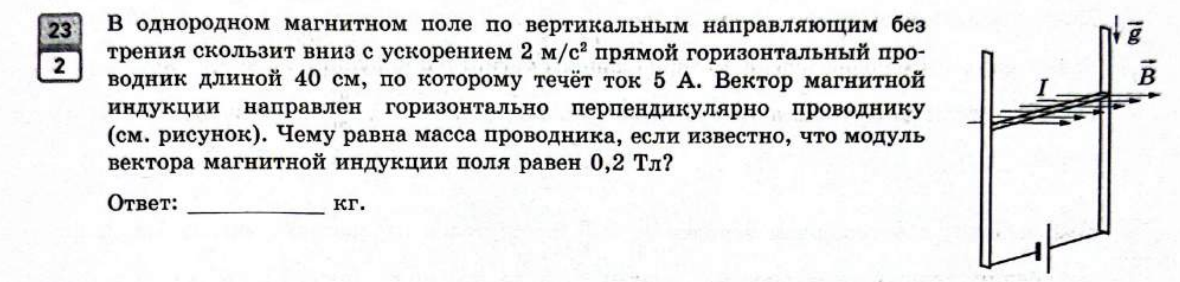 23
2
В однородном магнитном поле по вертикальным направляющим без
трения скользит вниз с ускорением 2 м/с² прямой горизонтальный про-
водник длиной 40 см, по которому течёт ток 5 А. Вектор магнитной
индукции направлен горизонтально перпендикулярно проводнику
(см. рисунок). Чему равна масса проводника, если известно, что модуль
вектора магнитной индукции поля равен 0,2 Тл?
Ответ: ____________ кг.
g⃗
B⃗
I